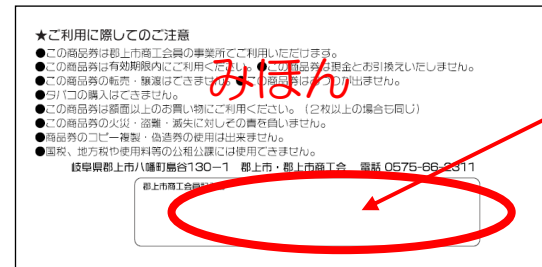 ★ご利用に際してのご注意
●この商品券は郡上市商工会員の事業所でご利用いただけます。
●この商品券は有効期限内にご利用ください。●この商品券は現金とお引換えいたしません。
●この商品券の転売・譲渡はできません。●この商品券はおつりが出ません。
みほん
●タバコの購入はできません。
●この商品券は額面以上のお買い物にご利用ください。（2枚以上の場合も同じ）
●この商品券の火災・盗難・滅失に対しその責を負いません。
●商品券のコピー複製・偽造券の使用は出来ません。
●国税、地方税や使用料等の公租公課には使用できません。
岐阜県郡上市八幡町島谷130－1　郡上市・郡上市商工会　電話 0575-66-2311
郡上市商工会員